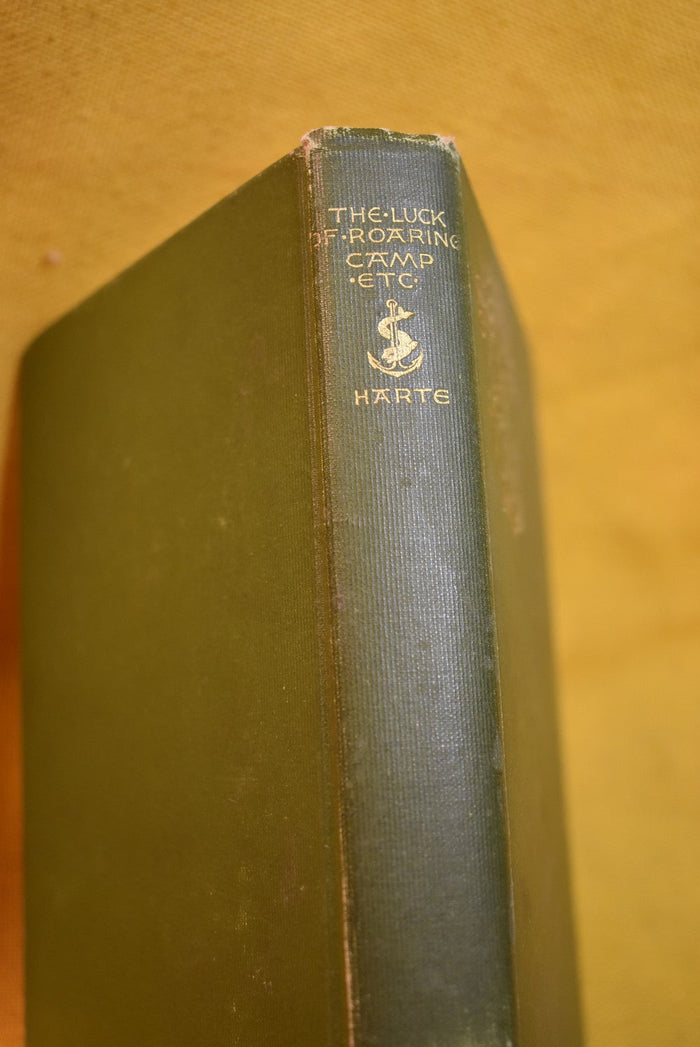 THE·LUCK
OF·ROARING
CAMP
·ETC·
HARTE